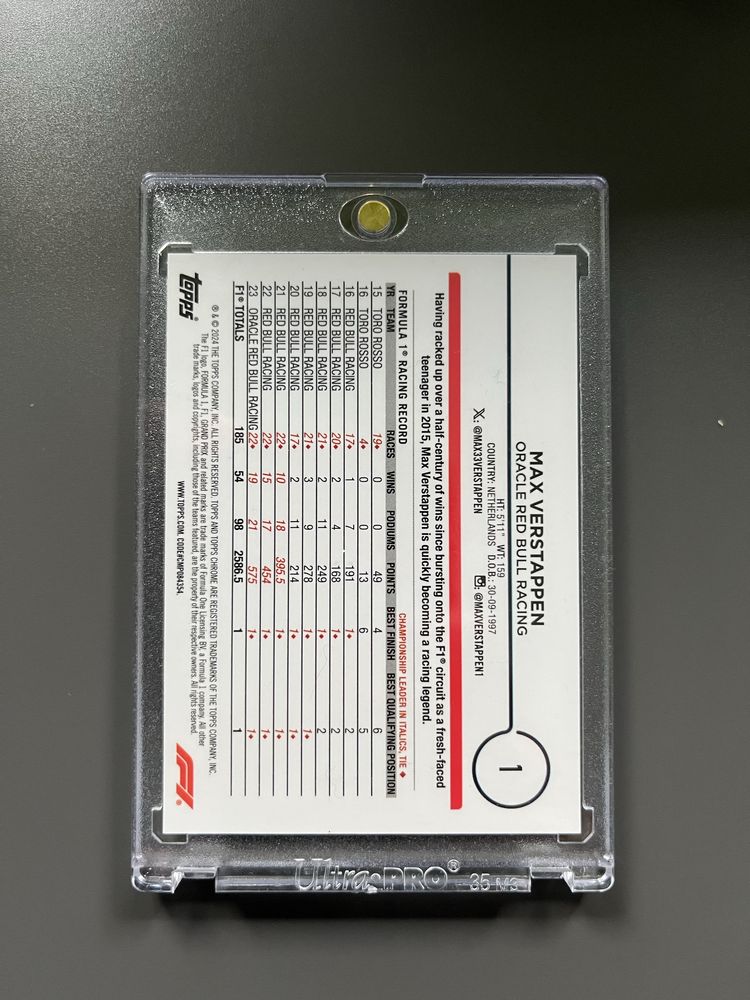 MAX VERSTAPPEN
ORACLE RED BULL RACING
1
HT: 5'11" WT: 159
COUNTRY: NETHERLANDS D.O.B.: 30-09-1997
X: @MAX33VERSTAPPEN @MAXVERSTAPPEN1
Having racked up over a half-century of wins since bursting onto the F1® circuit as a fresh-faced
teenager in 2015, Max Verstappen is quickly becoming a racing legend.
FORMULA 1® RACING RECORD CHAMPIONSHIP LEADER IN ITALICS, TIE ♦
YR TEAM RACES WINS PODIUMS POINTS BEST FINISH BEST QUALIFYING POSITION
15 TORO ROSSO 19♦ 0 0 49 4 6
16 TORO ROSSO 4♦ 0 0 13 6 5
16 RED BULL RACING 17♦ 1 7 191 1♦ 2
17 RED BULL RACING 20♦ 2 4 168 1♦ 2
18 RED BULL RACING 21♦ 2 11 249 1♦ 2
19 RED BULL RACING 21♦ 3 9 278 1♦ 1♦
20 RED BULL RACING 17♦ 2 11 214 1♦ 1♦
21 RED BULL RACING 22♦ 10 18 395.5 1♦ 1♦
22 RED BULL RACING 22♦ 15 17 454 1♦ 1♦
23 ORACLE RED BULL RACING 22♦ 19 21 575 1♦ 1♦
F1® TOTALS 185 54 98 2586.5 1 1
topps®
® & © 2024 THE TOPPS COMPANY, INC. ALL RIGHTS RESERVED. TOPPS AND TOPPS CHROME ARE REGISTERED TRADEMARKS OF THE TOPPS COMPANY, INC.
The F1 logo, FORMULA 1, F1, GRAND PRIX and related marks are trade marks of Formula One Licensing BV, a Formula 1 company. All other
trade marks, logos and copyrights, including those of the teams featured, are the property of their respective owners. All rights reserved.
WWW.TOPPS.COM. CODE#CMP084354.
F1®
Ultra·PRO® 35